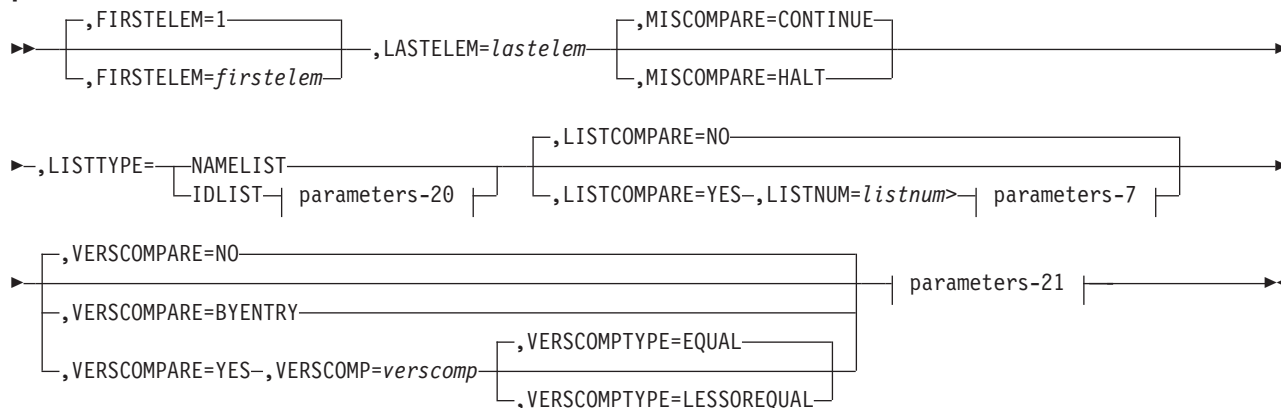 ,FIRSTELEM=1
,FIRSTELEM=firstelem
,LASTELEM=lastelem
,MISCOMPARE=CONTINUE
,MISCOMPARE=HALT
,LISTTYPE=
NAMELIST
IDLIST parameters-20
,LISTCOMPARE=NO
,LISTCOMPARE=YES ,LISTNUM=listnum> parameters-7
,VERSCOMPARE=NO
,VERSCOMPARE=BYENTRY
,VERSCOMPARE=YES ,VERSCOMP=verscomp
,VERSCOMPTYPE=EQUAL
,VERSCOMPTYPE=LESSOREQUAL
parameters-21